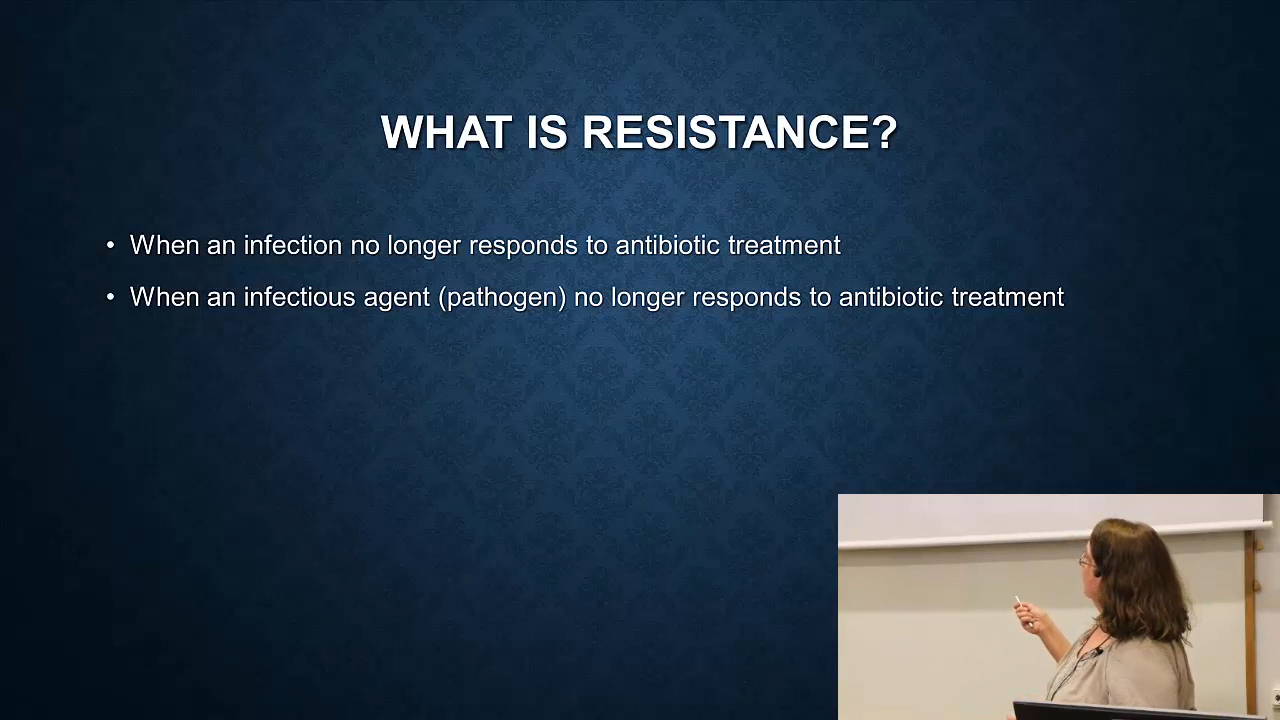 WHAT IS RESISTANCE?
• When an infection no longer responds to antibiotic treatment
• When an infectious agent (pathogen) no longer responds to antibiotic treatment